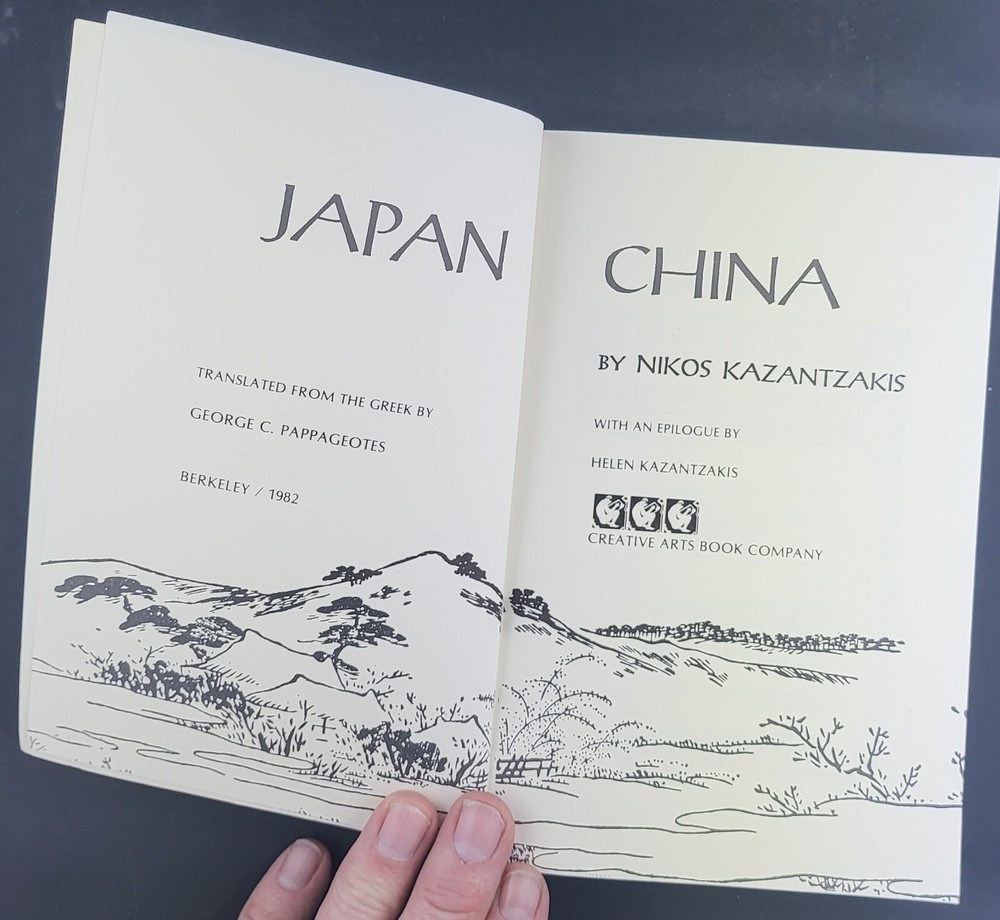 JAPAN
TRANSLATED FROM THE GREEK BY
GEORGE C. PAPPAGEOTES
BERKELEY / 1982
CHINA
BY NIKOS KAZANTZAKIS
WITH AN EPILOGUE BY
HELEN KAZANTZAKIS
CREATIVE ARTS BOOK COMPANY